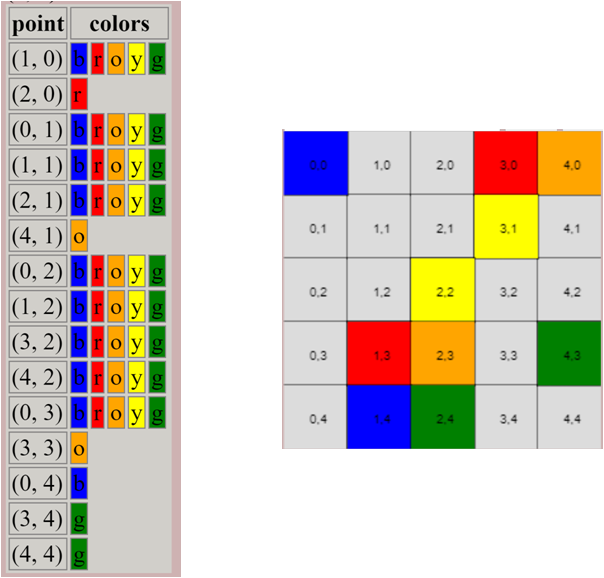 point colors
(1, 0) b r o y g
(2, 0) r
(0, 1) b r o y g
(1, 1) b r o y g
(2, 1) b r o y g
(4, 1) o
(0, 2) b r o y g
(1, 2) b r o y g
(3, 2) b r o y g
(4, 2) b r o y g
(0, 3) b r o y g
(3, 3) o
(0, 4) b
(3, 4) g
(4, 4) g
0,0 1,0 2,0 3,0 4,0
0,1 1,1 2,1 3,1 4,1
0,2 1,2 2,2 3,2 4,2
0,3 1,3 2,3 3,3 4,3
0,4 1,4 2,4 3,4 4,4